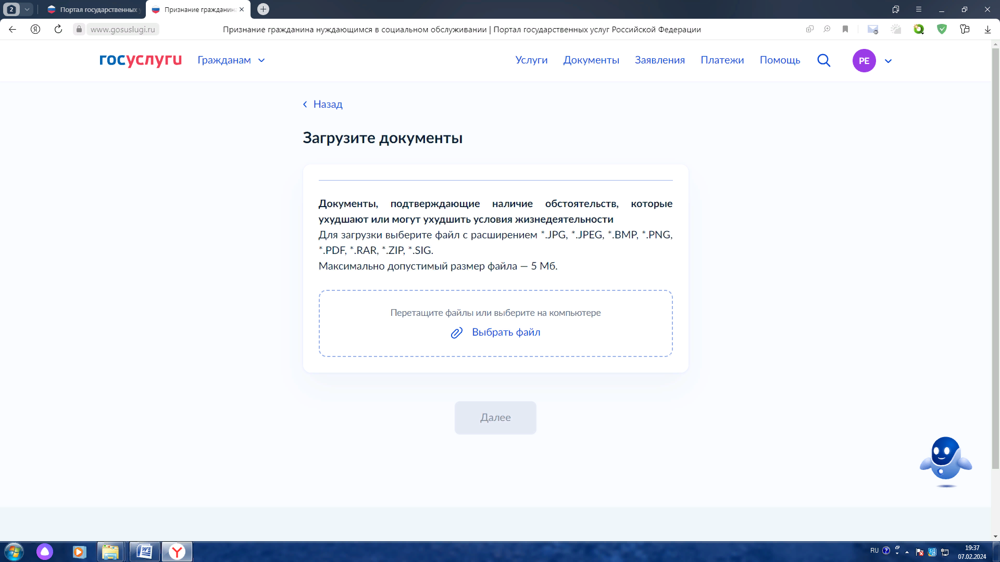 2
Портал государственных у
Признание гражданина
www.gosuslugi.ru
Признание гражданина нуждающимся в социальном обслуживании | Портал государственных услуг Российской Федерации
госуслуги
Гражданам
Услуги
Документы
Заявления
Платежи
Помощь
РЕ
Назад
Загрузите документы
Документы, подтверждающие наличие обстоятельств, которые
ухудшают или могут ухудшить условия жизнедеятельности
Для загрузки выберите файл с расширением *.JPG, *.JPEG, *.BMP, *.PNG,
*.PDF, *.RAR, *.ZIP, *.SIG.
Максимально допустимый размер файла — 5 Мб.
Перетащите файлы или выберите на компьютере
Выбрать файл
Далее
RU
19:37
07.02.2024